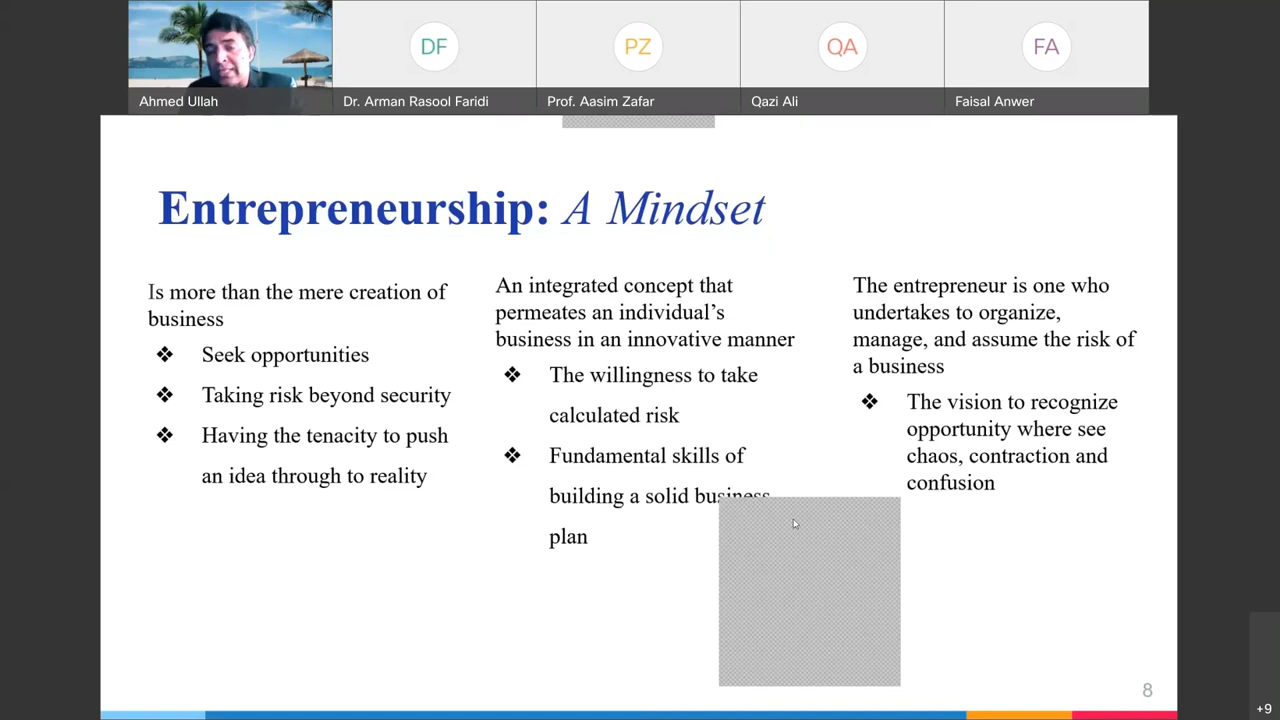 DF
PZ
QA
FA
Ahmed Ullah
Dr. Arman Rasool Faridi
Prof. Aasim Zafar
Qazi Ali
Faisal Anwer
Entrepreneurship: A Mindset
Is more than the mere creation of
business
❖ Seek opportunities
❖ Taking risk beyond security
❖ Having the tenacity to push
an idea through to reality
An integrated concept that
permeates an individual’s
business in an innovative manner
❖ The willingness to take
calculated risk
❖ Fundamental skills of
building a solid business
plan
The entrepreneur is one who
undertakes to organize,
manage, and assume the risk of
a business
❖ The vision to recognize
opportunity where see
chaos, contraction and
confusion
8
+9